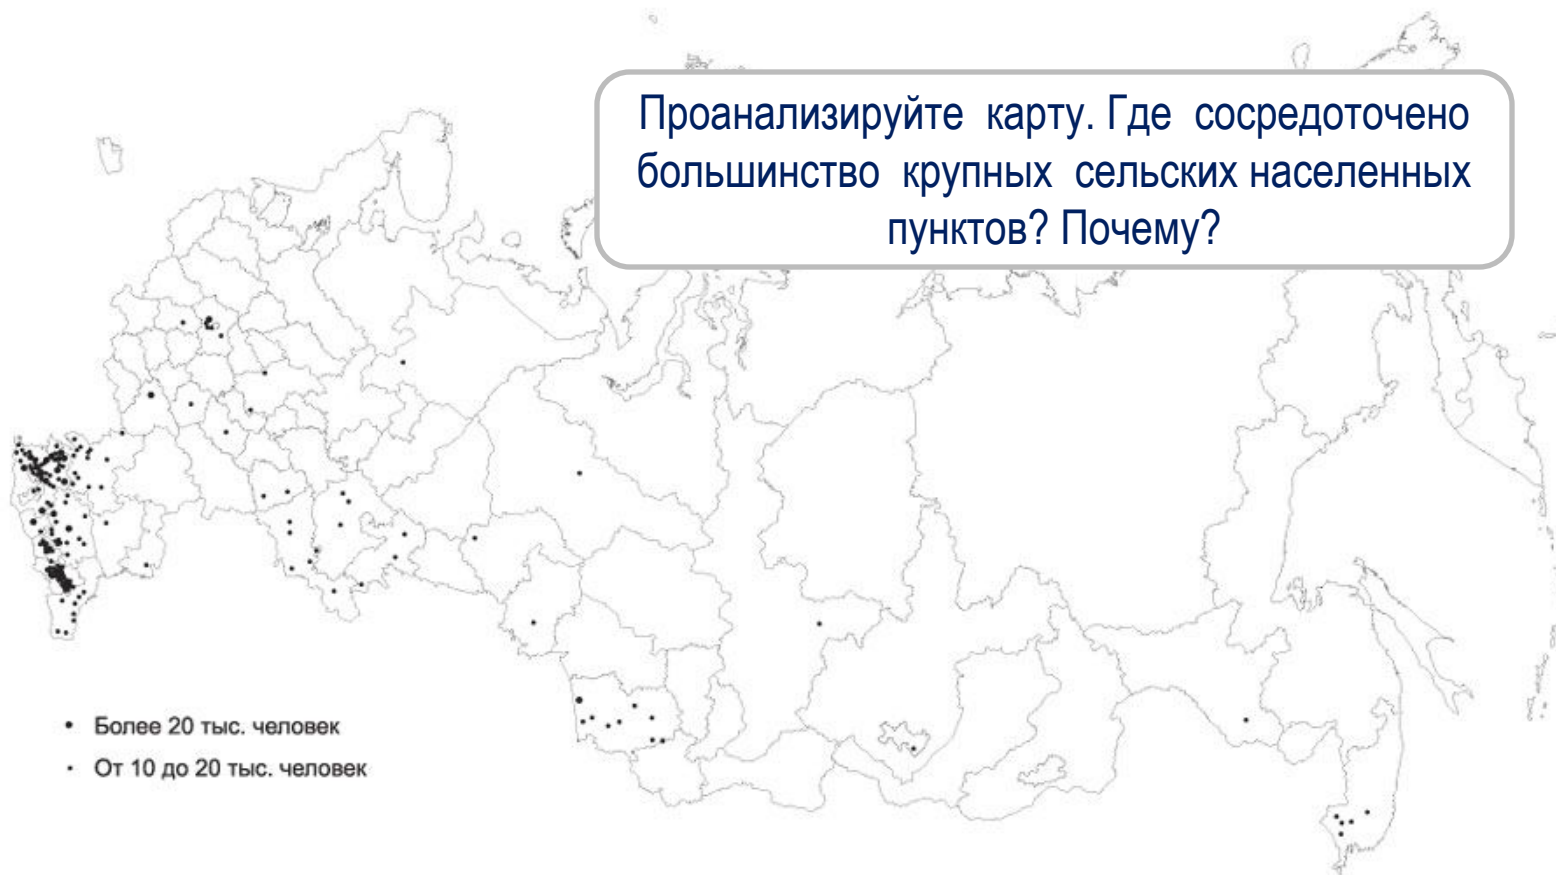 Проанализируйте карту. Где сосредоточено
большинство крупных сельских населенных
пунктов? Почему?
Более 20 тыс. человек
От 10 до 20 тыс. человек